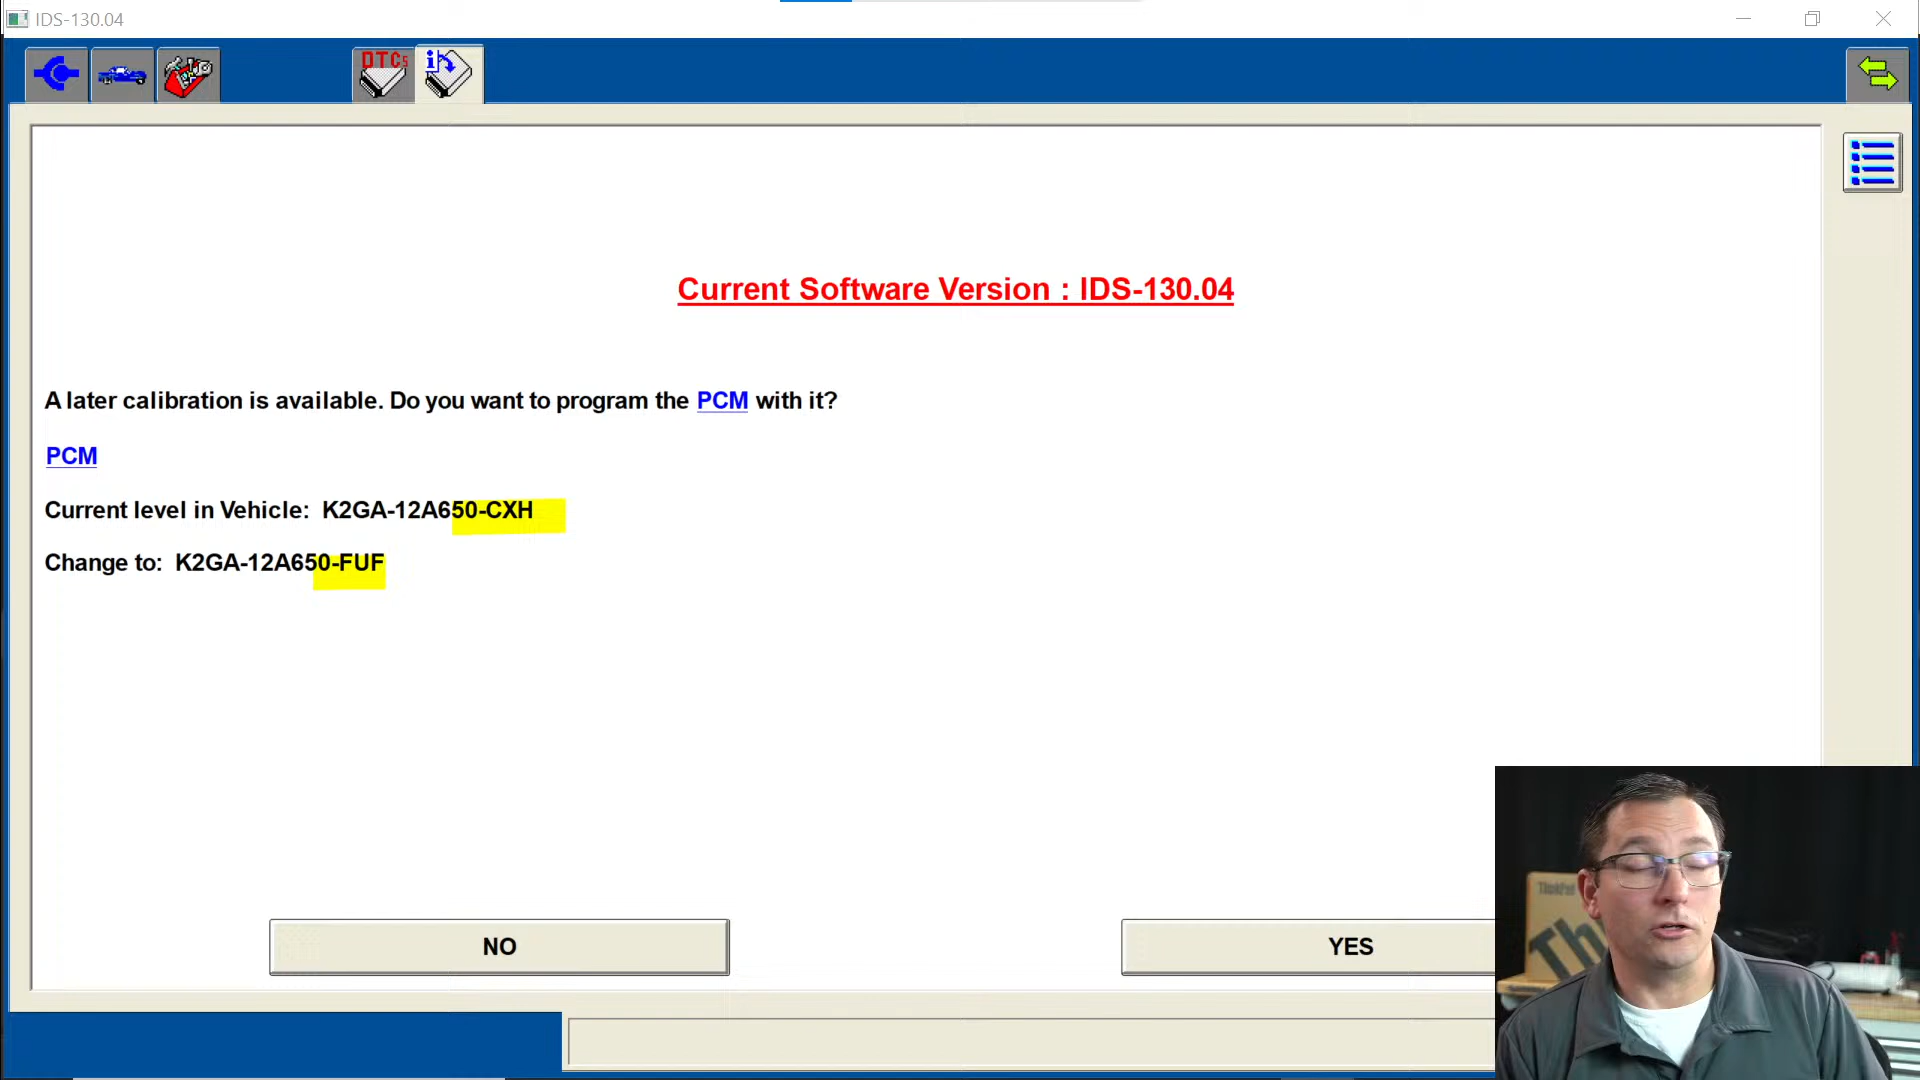 IDS-130.04
DTCs
i
Current Software Version : IDS-130.04
A later calibration is available. Do you want to program the PCM with it?
PCM
Current level in Vehicle: K2GA-12A650-CXH
Change to: K2GA-12A650-FUF
NO
YES
ThinkPad
Th